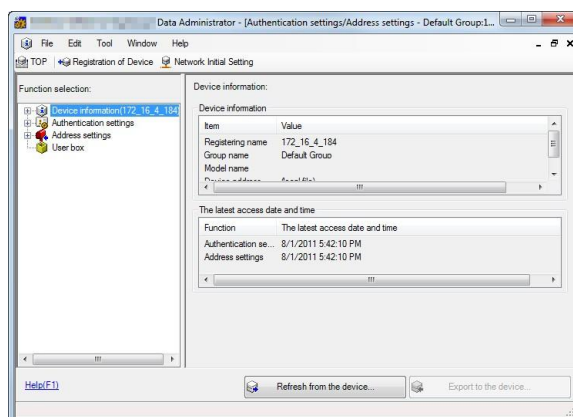 Data Administrator - [Authentication settings/Address settings - Default Group:1...
File Edit Tool Window Help
TOP Registration of Device Network Initial Setting
Function selection:
Device information(172_16_4_184)
Authentication settings
Address settings
User box
Device information:
Device information
Item Value
Registering name 172_16_4_184
Group name Default Group
Model name
Device address (local file)
The latest access date and time
Function The latest access date and time
Authentication se... 8/1/2011 5:42:10 PM
Address settings 8/1/2011 5:42:10 PM
Help(F1)
Refresh from the device...
Export to the device...